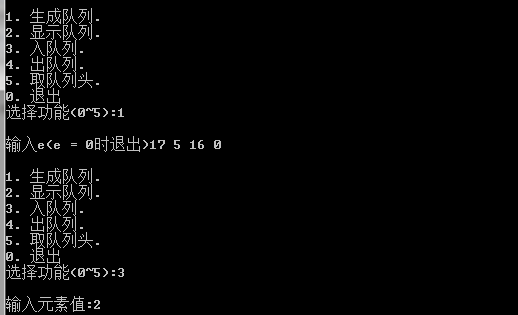 1. 生成队列.
2. 显示队列.
3. 入队列.
4. 出队列.
5. 取队列头.
0. 退出
选择功能(0~5):1
输入e(e = 0时退出)17 5 16 0
1. 生成队列.
2. 显示队列.
3. 入队列.
4. 出队列.
5. 取队列头.
0. 退出
选择功能(0~5):3
输入元素值:2